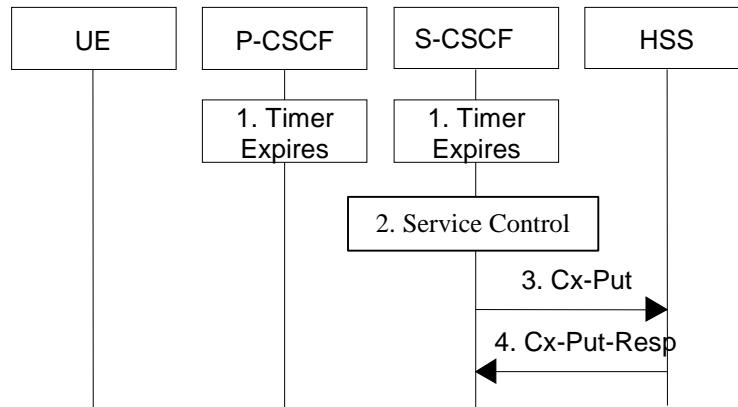 UE
P-CSCF
S-CSCF
HSS
1. Timer
Expires
1. Timer
Expires
2. Service Control
3. Cx-Put
4. Cx-Put-Resp